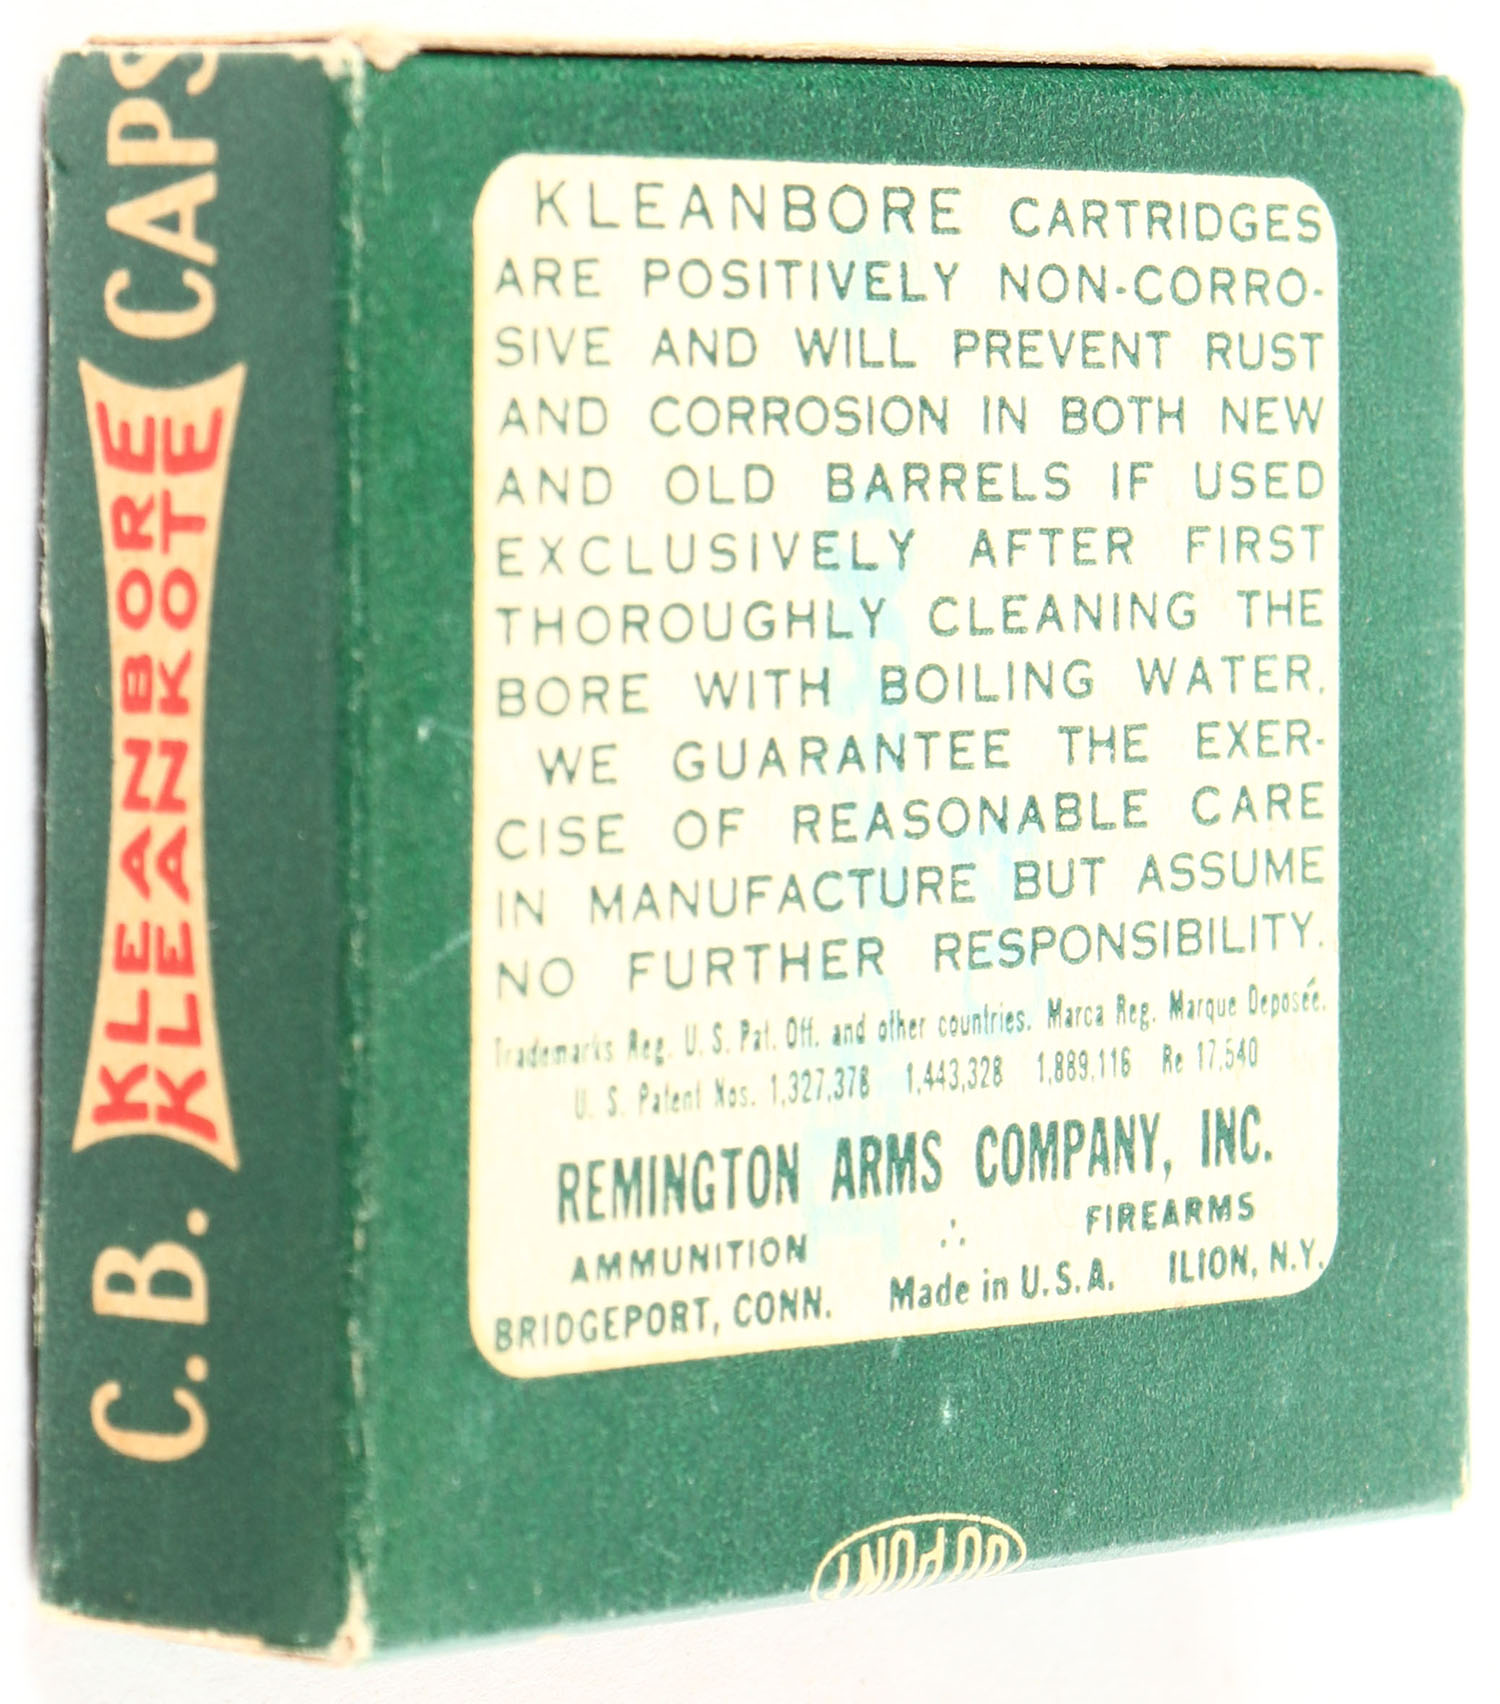 C. B. KLEANBORE CAPS
KLEANKOTE
KLEANBORE CARTRIDGES
ARE POSITIVELY NON-CORRO-
SIVE AND WILL PREVENT RUST
AND CORROSION IN BOTH NEW
AND OLD BARRELS IF USED
EXCLUSIVELY AFTER FIRST
THOROUGHLY CLEANING THE
BORE WITH BOILING WATER.
WE GUARANTEE THE EXER-
CISE OF REASONABLE CARE
IN MANUFACTURE BUT ASSUME
NO FURTHER RESPONSIBILITY.
Trademarks Reg. U. S. Pat. Off. and other countries. Marca Reg. Marque Deposée.
U. S. Patent Nos. 1,327,378 1,443,328 1,889,116 Re 17,540
REMINGTON ARMS COMPANY, INC.
AMMUNITION ∴ FIREARMS
BRIDGEPORT, CONN. Made in U.S.A. ILION, N.Y.
DU PONT